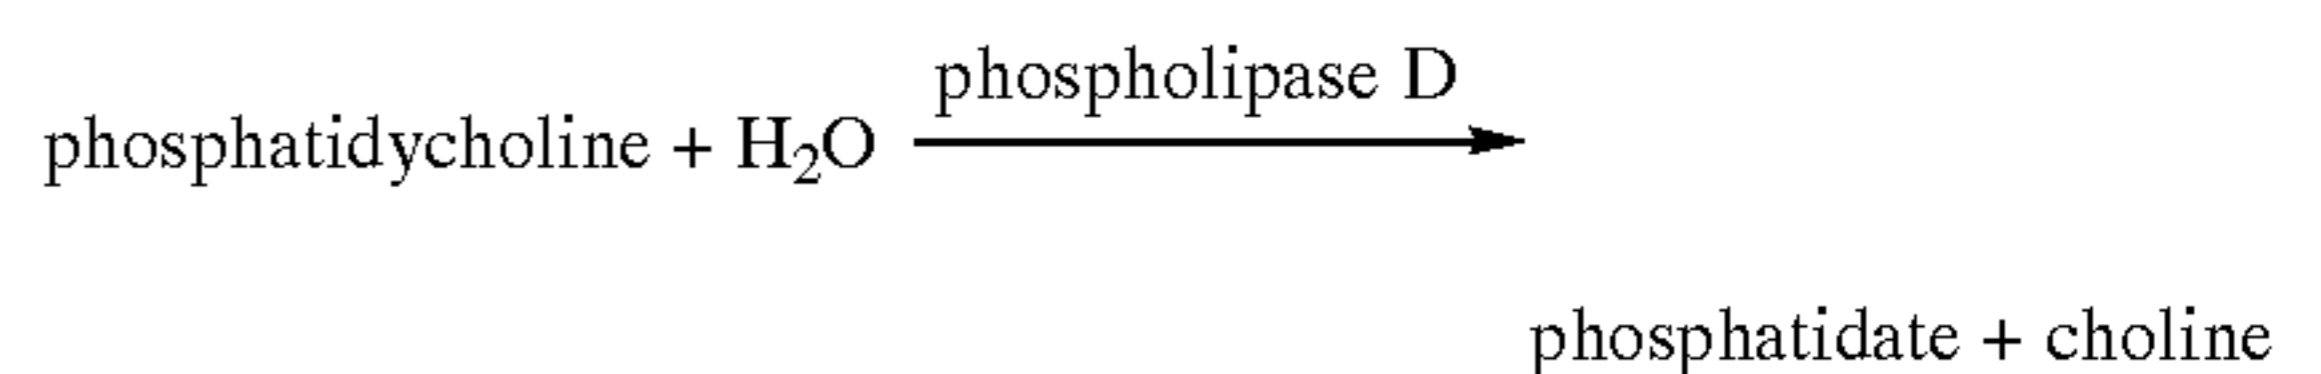 phospholipase D
phosphatidycholine + H₂O
phosphatidate + choline